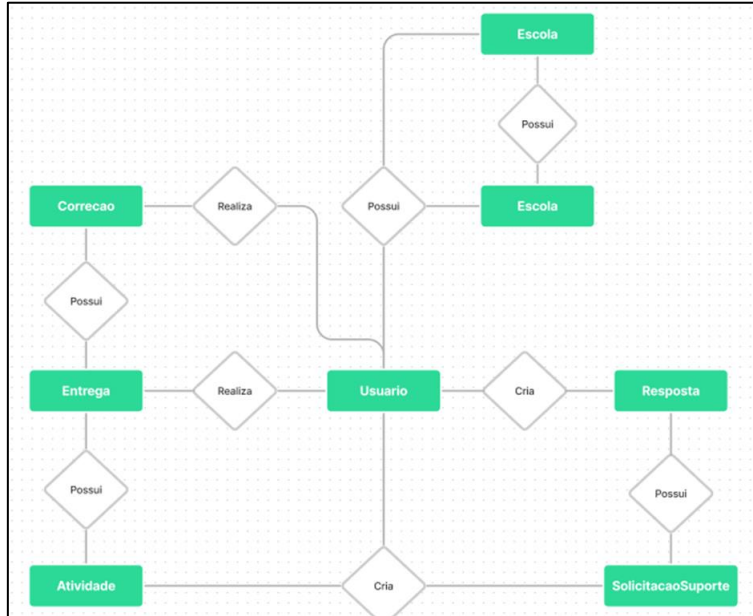 Escola
Possui
Correcao
Realiza
Possui
Escola
Possui
Entrega
Realiza
Usuario
Cria
Resposta
Possui
Possui
Atividade
Cria
SolicitacaoSuporte